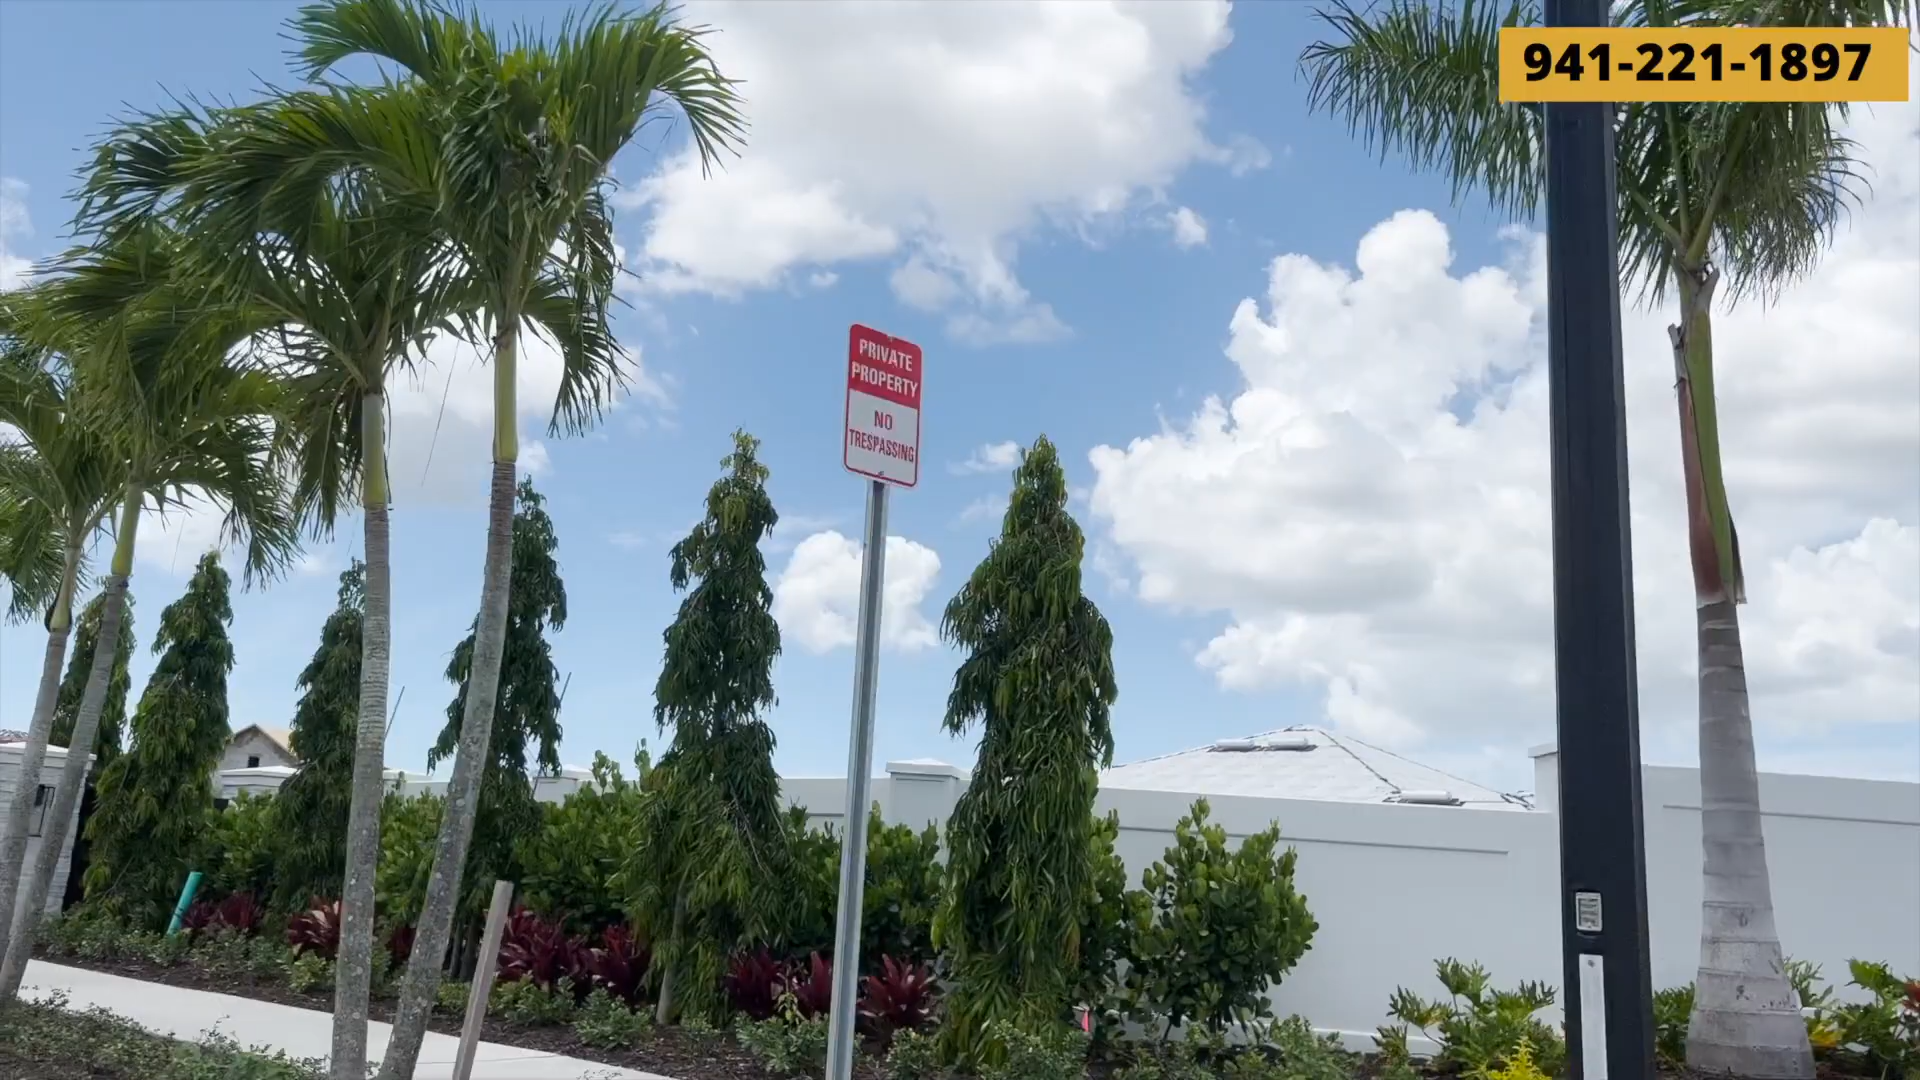 941-221-1897
PRIVATE
PROPERTY
NO
TRESPASSING